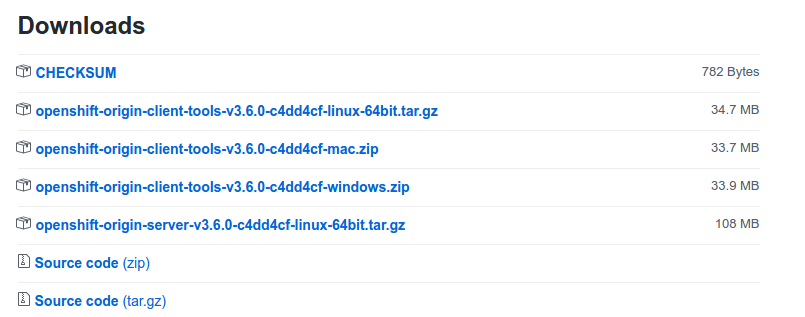 Downloads
CHECKSUM 782 Bytes
openshift-origin-client-tools-v3.6.0-c4dd4cf-linux-64bit.tar.gz 34.7 MB
openshift-origin-client-tools-v3.6.0-c4dd4cf-mac.zip 33.7 MB
openshift-origin-client-tools-v3.6.0-c4dd4cf-windows.zip 33.9 MB
openshift-origin-server-v3.6.0-c4dd4cf-linux-64bit.tar.gz 108 MB
Source code (zip)
Source code (tar.gz)